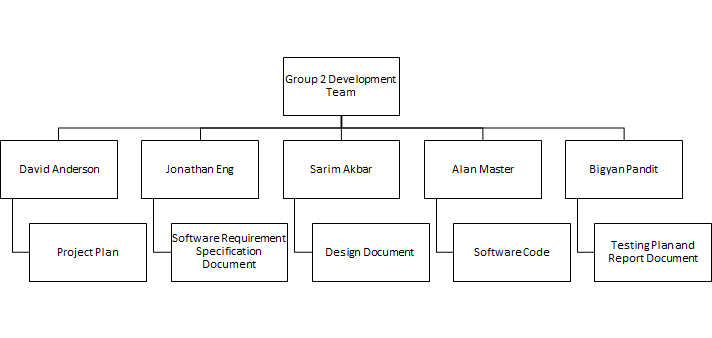 Group 2 Development
Team
David Anderson
Jonathan Eng
Sarim Akbar
Alan Master
Bigyan Pandit
Project Plan
Software Requirement
Specification
Document
Design Document
Software Code
Testing Plan and
Report Document